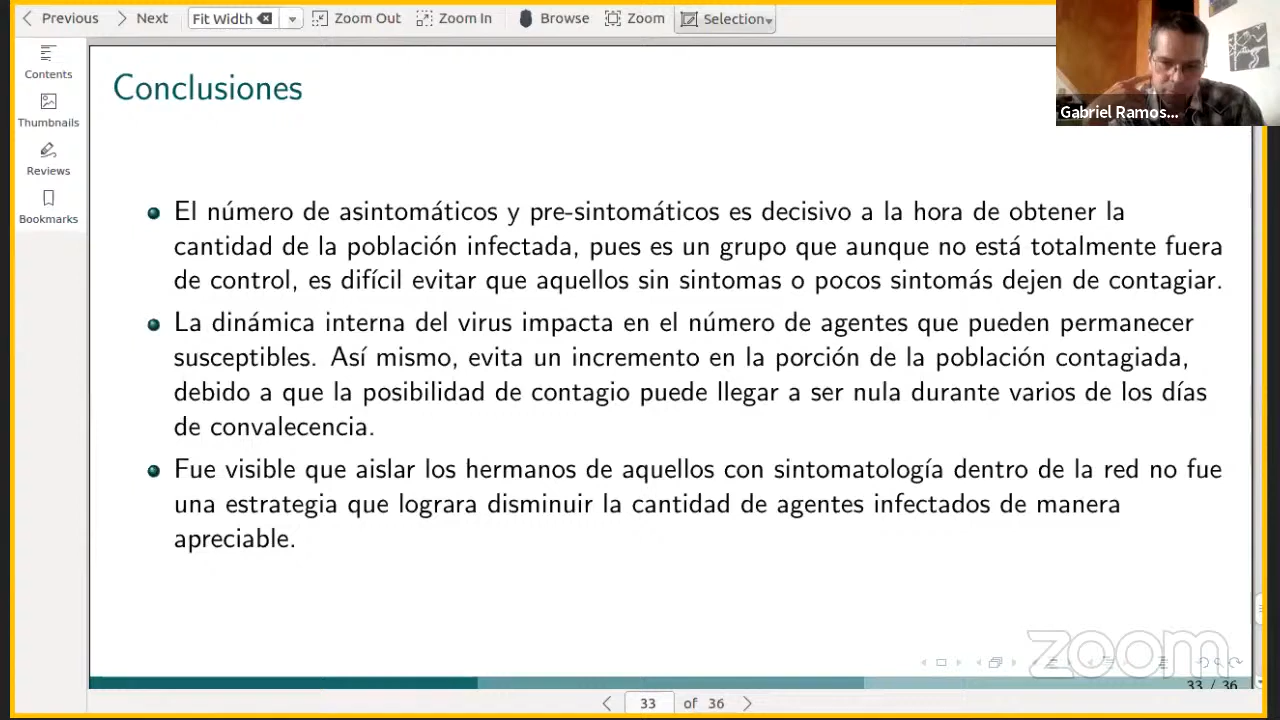 Previous Next Fit Width Zoom Out Zoom In Browse Zoom Selection
Contents
Thumbnails
Reviews
Bookmarks
Gabriel Ramos...
Conclusiones
El número de asintomáticos y pre-sintomáticos es decisivo a la hora de obtener la
cantidad de la población infectada, pues es un grupo que aunque no está totalmente fuera
de control, es difícil evitar que aquellos sin sintomas o pocos sintomás dejen de contagiar.
La dinámica interna del virus impacta en el número de agentes que pueden permanecer
susceptibles. Así mismo, evita un incremento en la porción de la población contagiada,
debido a que la posibilidad de contagio puede llegar a ser nula durante varios de los días
de convalecencia.
Fue visible que aislar los hermanos de aquellos con sintomatología dentro de la red no fue
una estrategia que lograra disminuir la cantidad de agentes infectados de manera
apreciable.
zoom
33 / 36
33 of 36